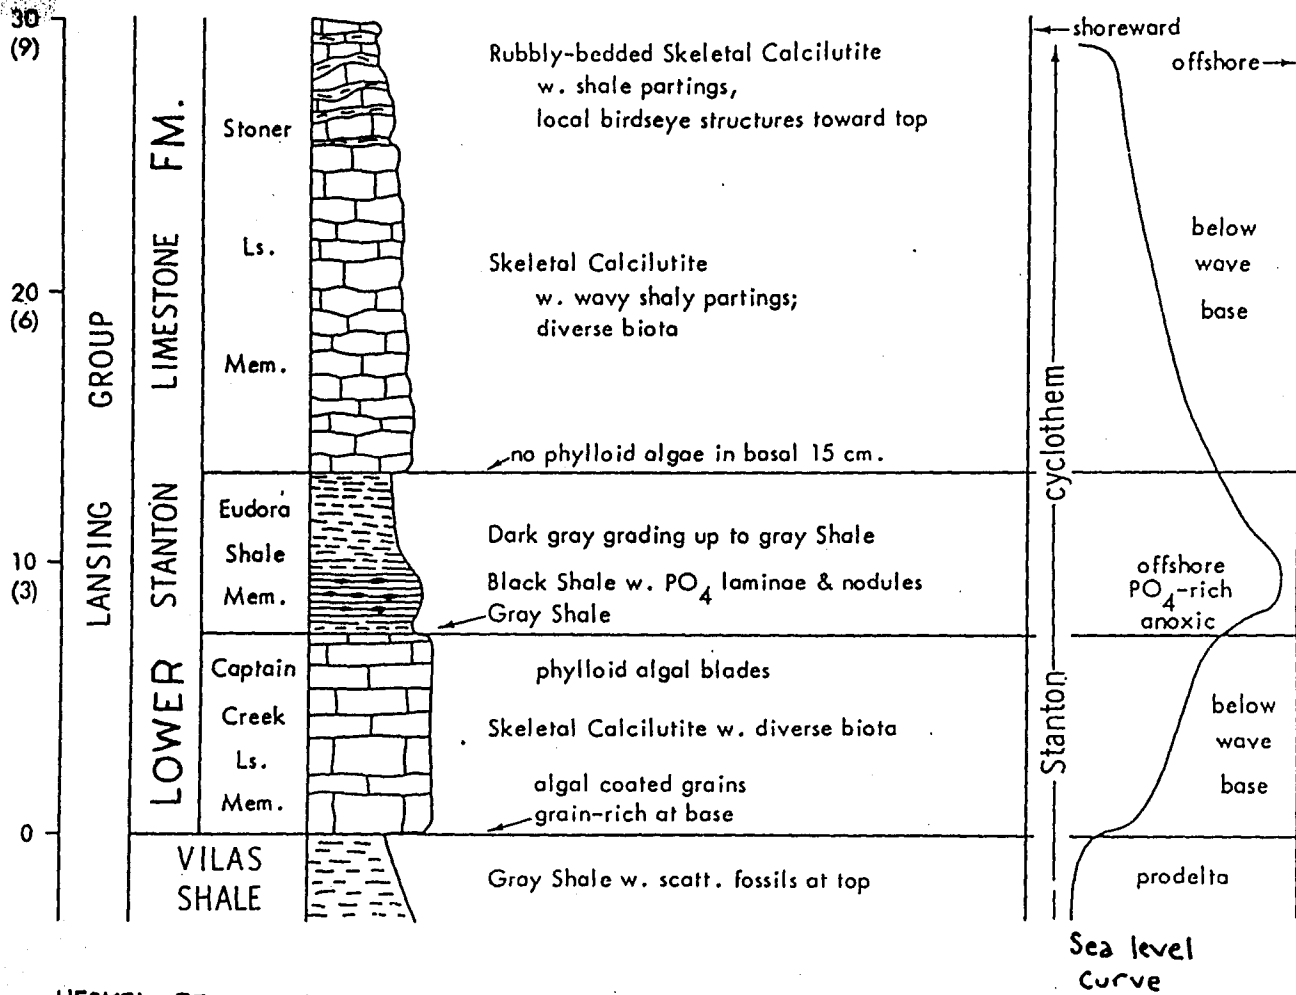 30
(9)
20
(6)
10
(3)
0
LANSING GROUP
LOWER STANTON LIMESTONE FM.
Stoner
Ls.
Mem.
Eudora
Shale
Mem.
Captain
Creek
Ls.
Mem.
VILAS
SHALE
Rubbly-bedded Skeletal Calcilutite
w. shale partings,
local birdseye structures toward top
Skeletal Calcilutite
w. wavy shaly partings;
diverse biota
no phylloid algae in basal 15 cm.
Dark gray grading up to gray Shale
Black Shale w. PO4 laminae & nodules
Gray Shale
phylloid algal blades
Skeletal Calcilutite w. diverse biota
algal coated grains
grain-rich at base
Gray Shale w. scatt. fossils at top
Stanton cyclothem
shoreward
offshore
below
wave
base
offshore
PO4-rich
anoxic
below
wave
base
prodelta
Sea level
Curve